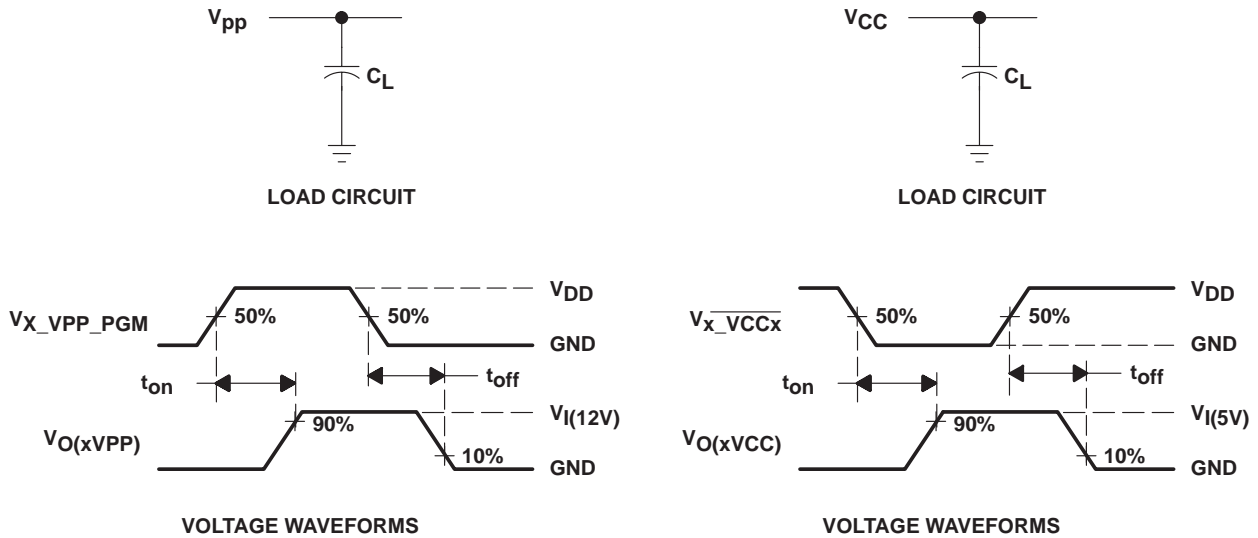 Vpp
CL
LOAD CIRCUIT
VX_VPP_PGM
50%
50%
VDD
GND
ton
toff
VO(xVPP)
90%
10%
VI(12V)
GND
VOLTAGE WAVEFORMS
VCC
CL
LOAD CIRCUIT
Vx_VCCx
50%
50%
VDD
GND
ton
toff
VO(xVCC)
90%
10%
VI(5V)
GND
VOLTAGE WAVEFORMS